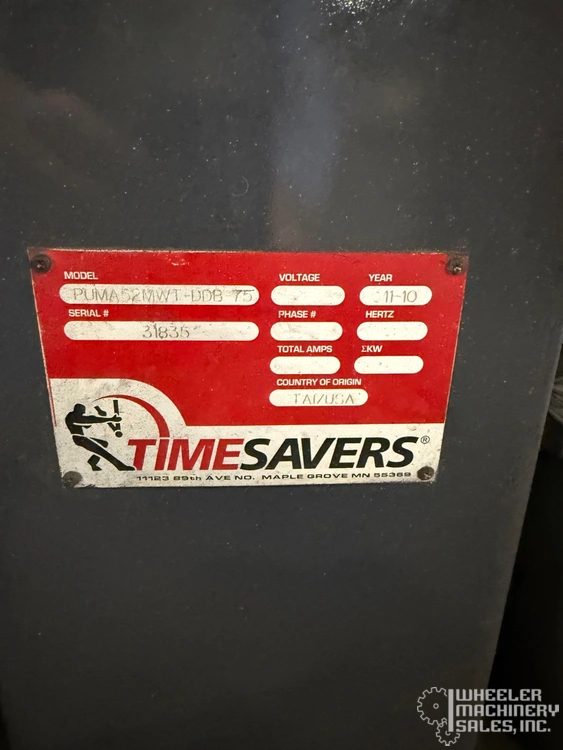 MODEL VOLTAGE YEAR
PUMA52MWT-DDB 75 11-10
SERIAL # PHASE # HERTZ
31835
TOTAL AMPS ΣKW
COUNTRY OF ORIGIN
TAI/USA
TIMESAVERS®
11123 89th AVE NO. MAPLE GROVE MN 55369
WHEELER
MACHINERY
SALES, INC.